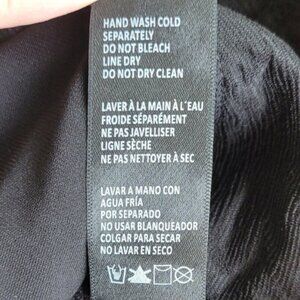 HAND WASH COLD
SEPARATELY
DO NOT BLEACH
LINE DRY
DO NOT DRY CLEAN
LAVER À LA MAIN À L'EAU
FROIDE SÉPARÉMENT
NE PAS JAVELLISER
LIGNE SÈCHE
NE PAS NETTOYER À SEC
LAVAR A MANO CON
AGUA FRÍA
POR SEPARADO
NO USAR BLANQUEADOR
COLGAR PARA SECAR
NO LAVAR EN SECO